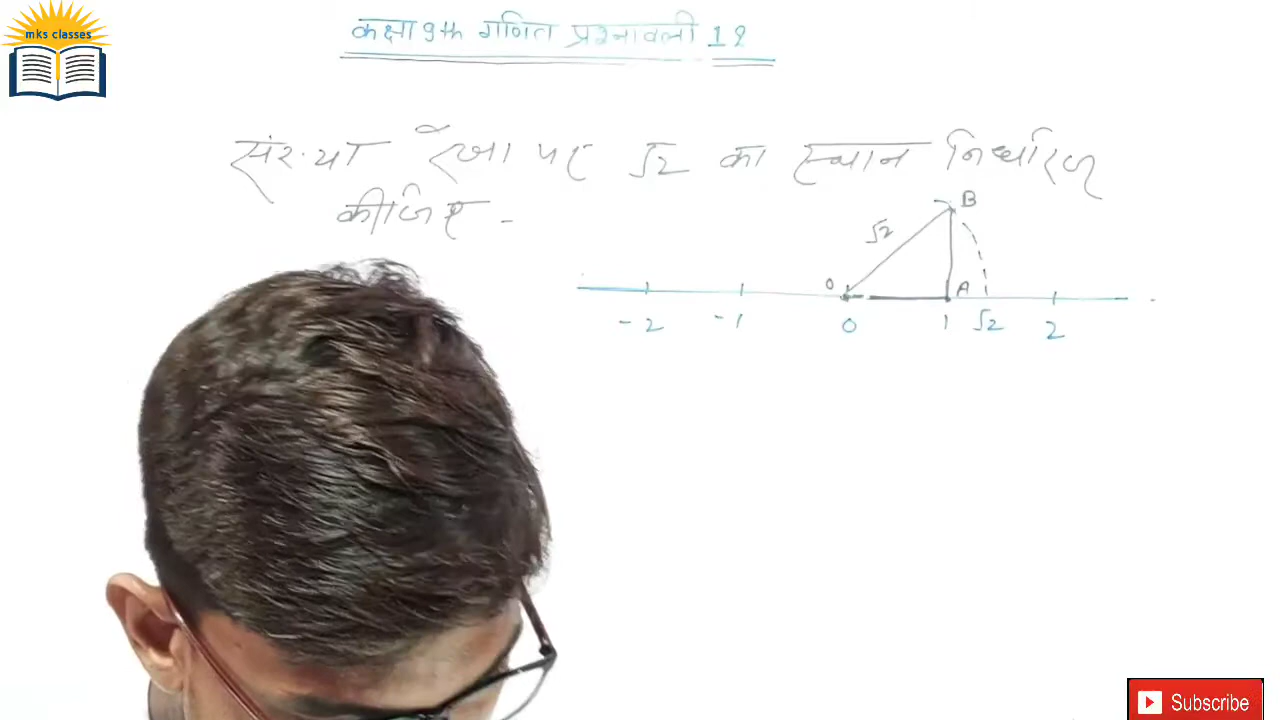 mks classes
कक्षा 9th गणित प्रश्नावली 1.2
संख्या रेखा पर √2 का स्थान निर्धारण
कीजिए -
B
√2
O A
-2 -1 0 1 √2 2
Subscribe